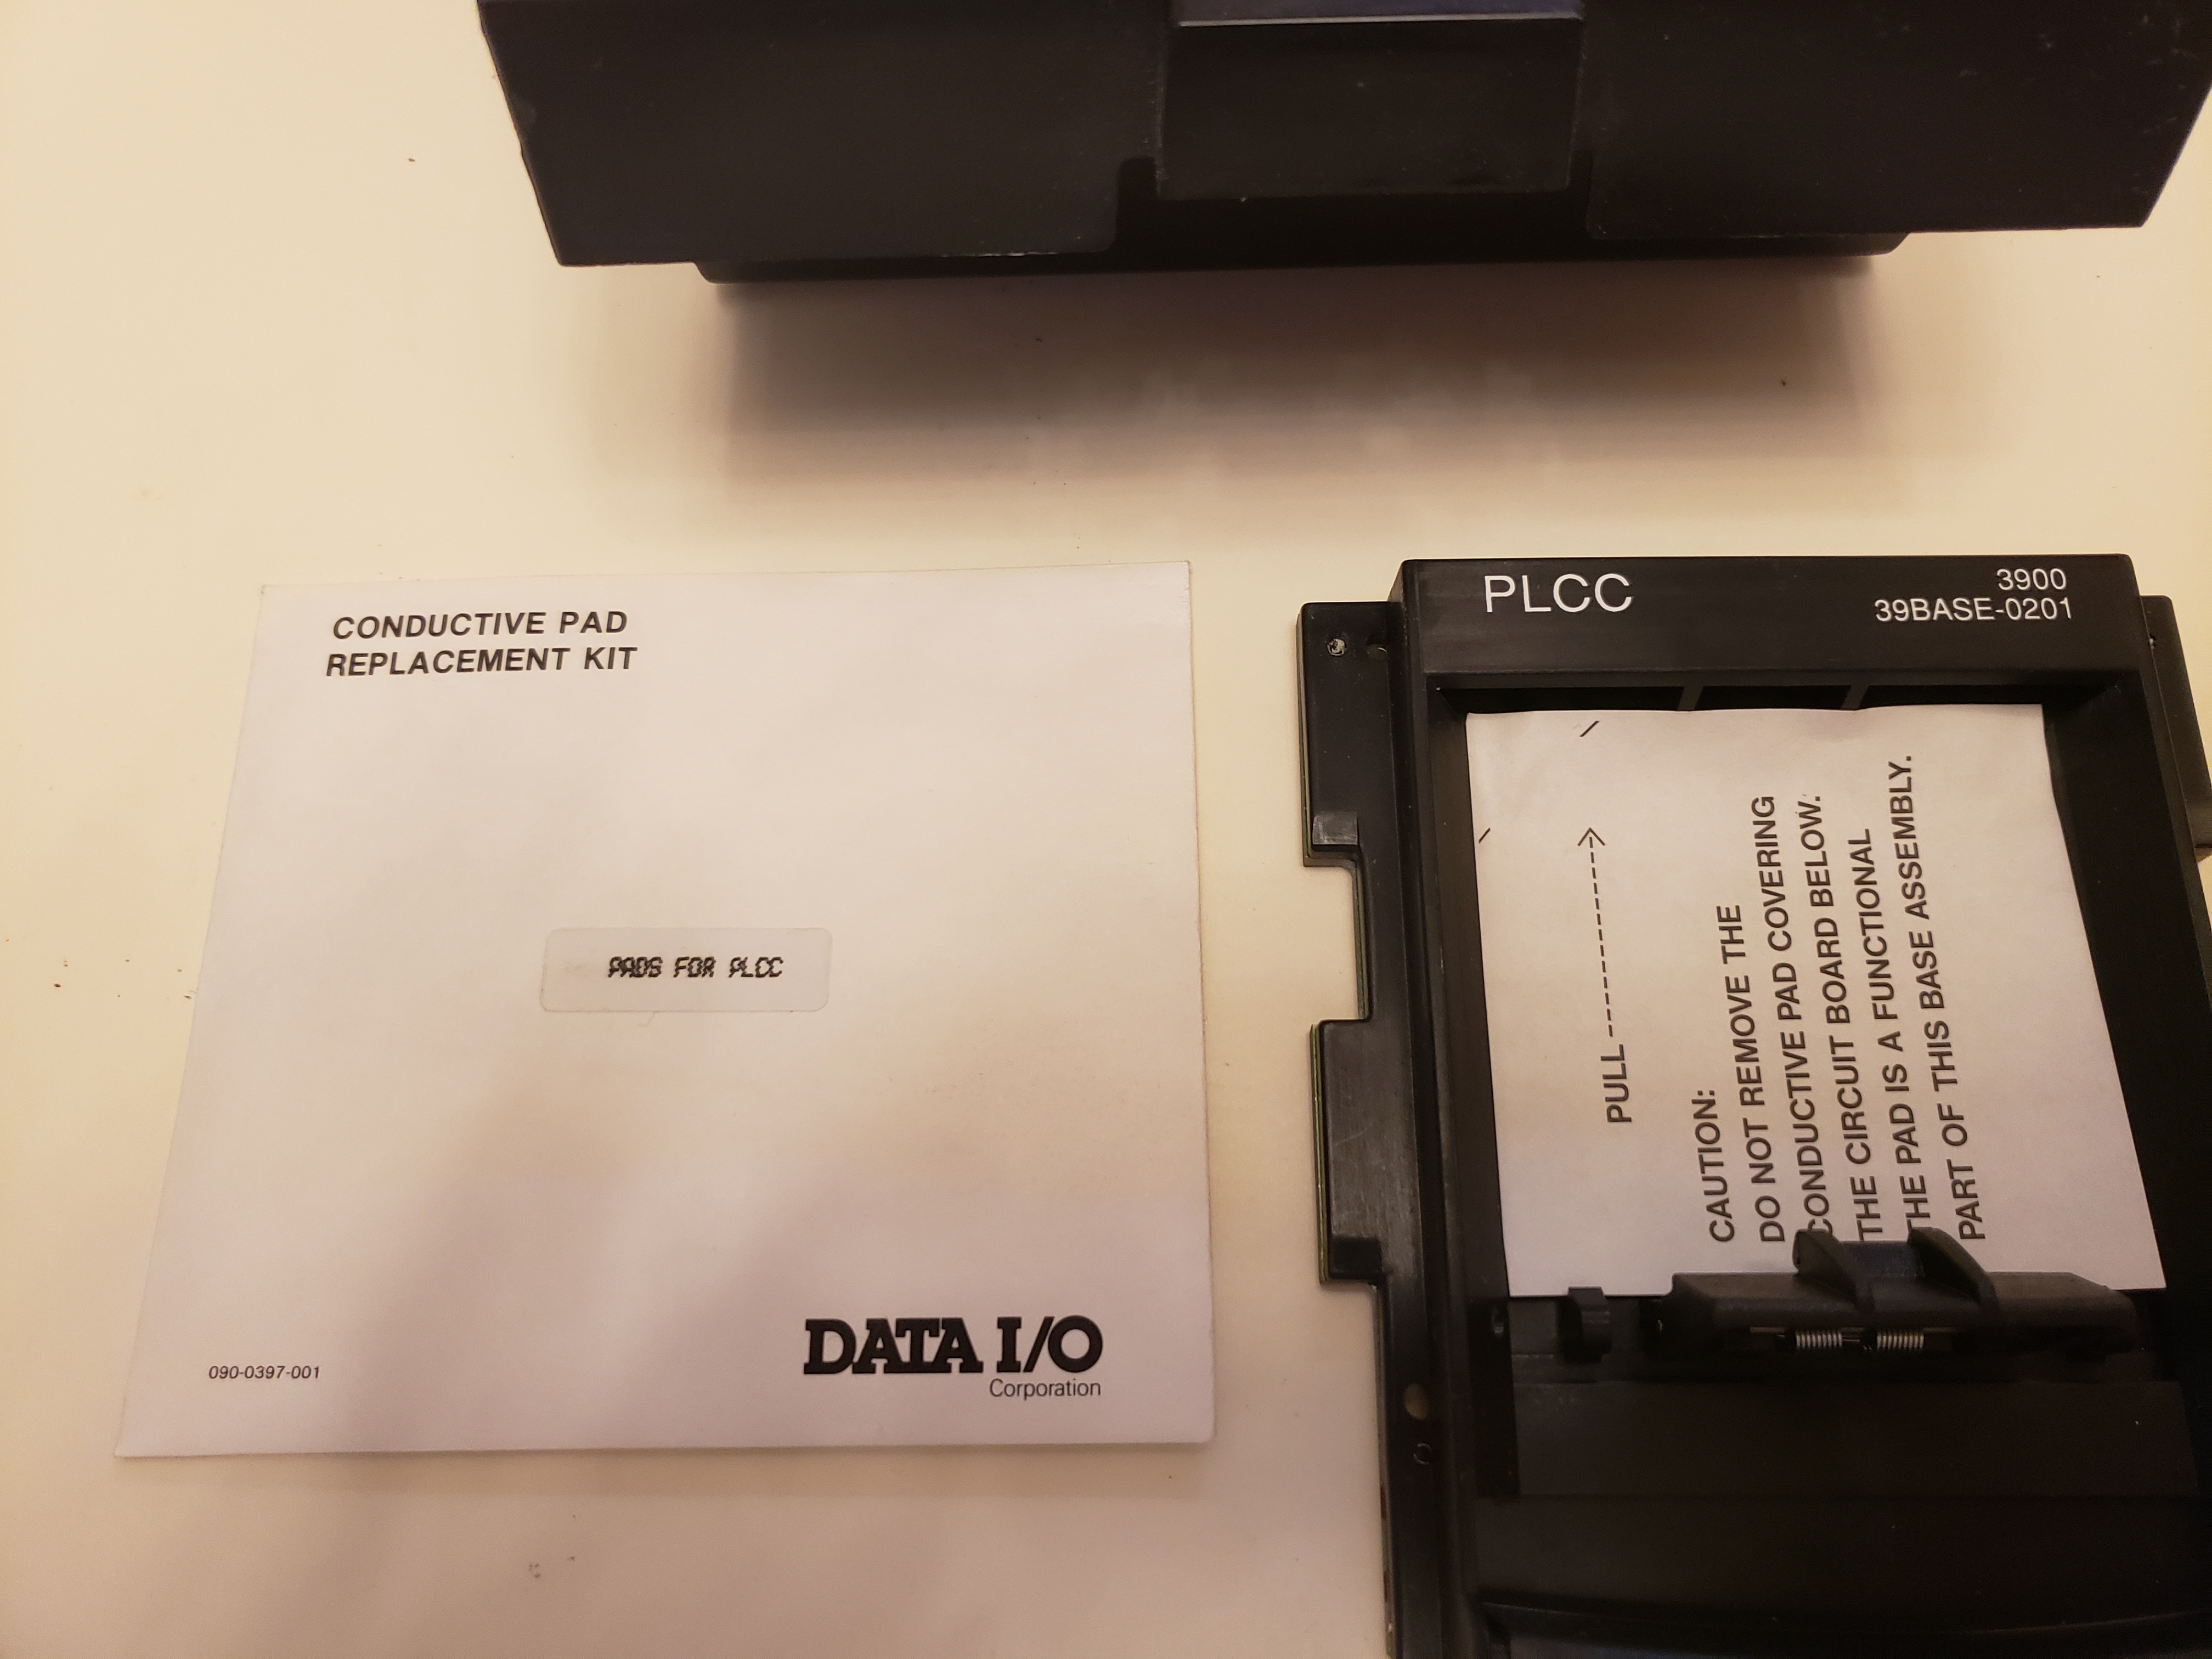 CONDUCTIVE PAD
REPLACEMENT KIT
PADS FOR PLCC
090-0397-001
DATA I/O
Corporation
PLCC
3900
39BASE-0201
PULL
CAUTION:
DO NOT REMOVE THE
CONDUCTIVE PAD COVERING
THE CIRCUIT BOARD BELOW.
THE PAD IS A FUNCTIONAL
PART OF THIS BASE ASSEMBLY.